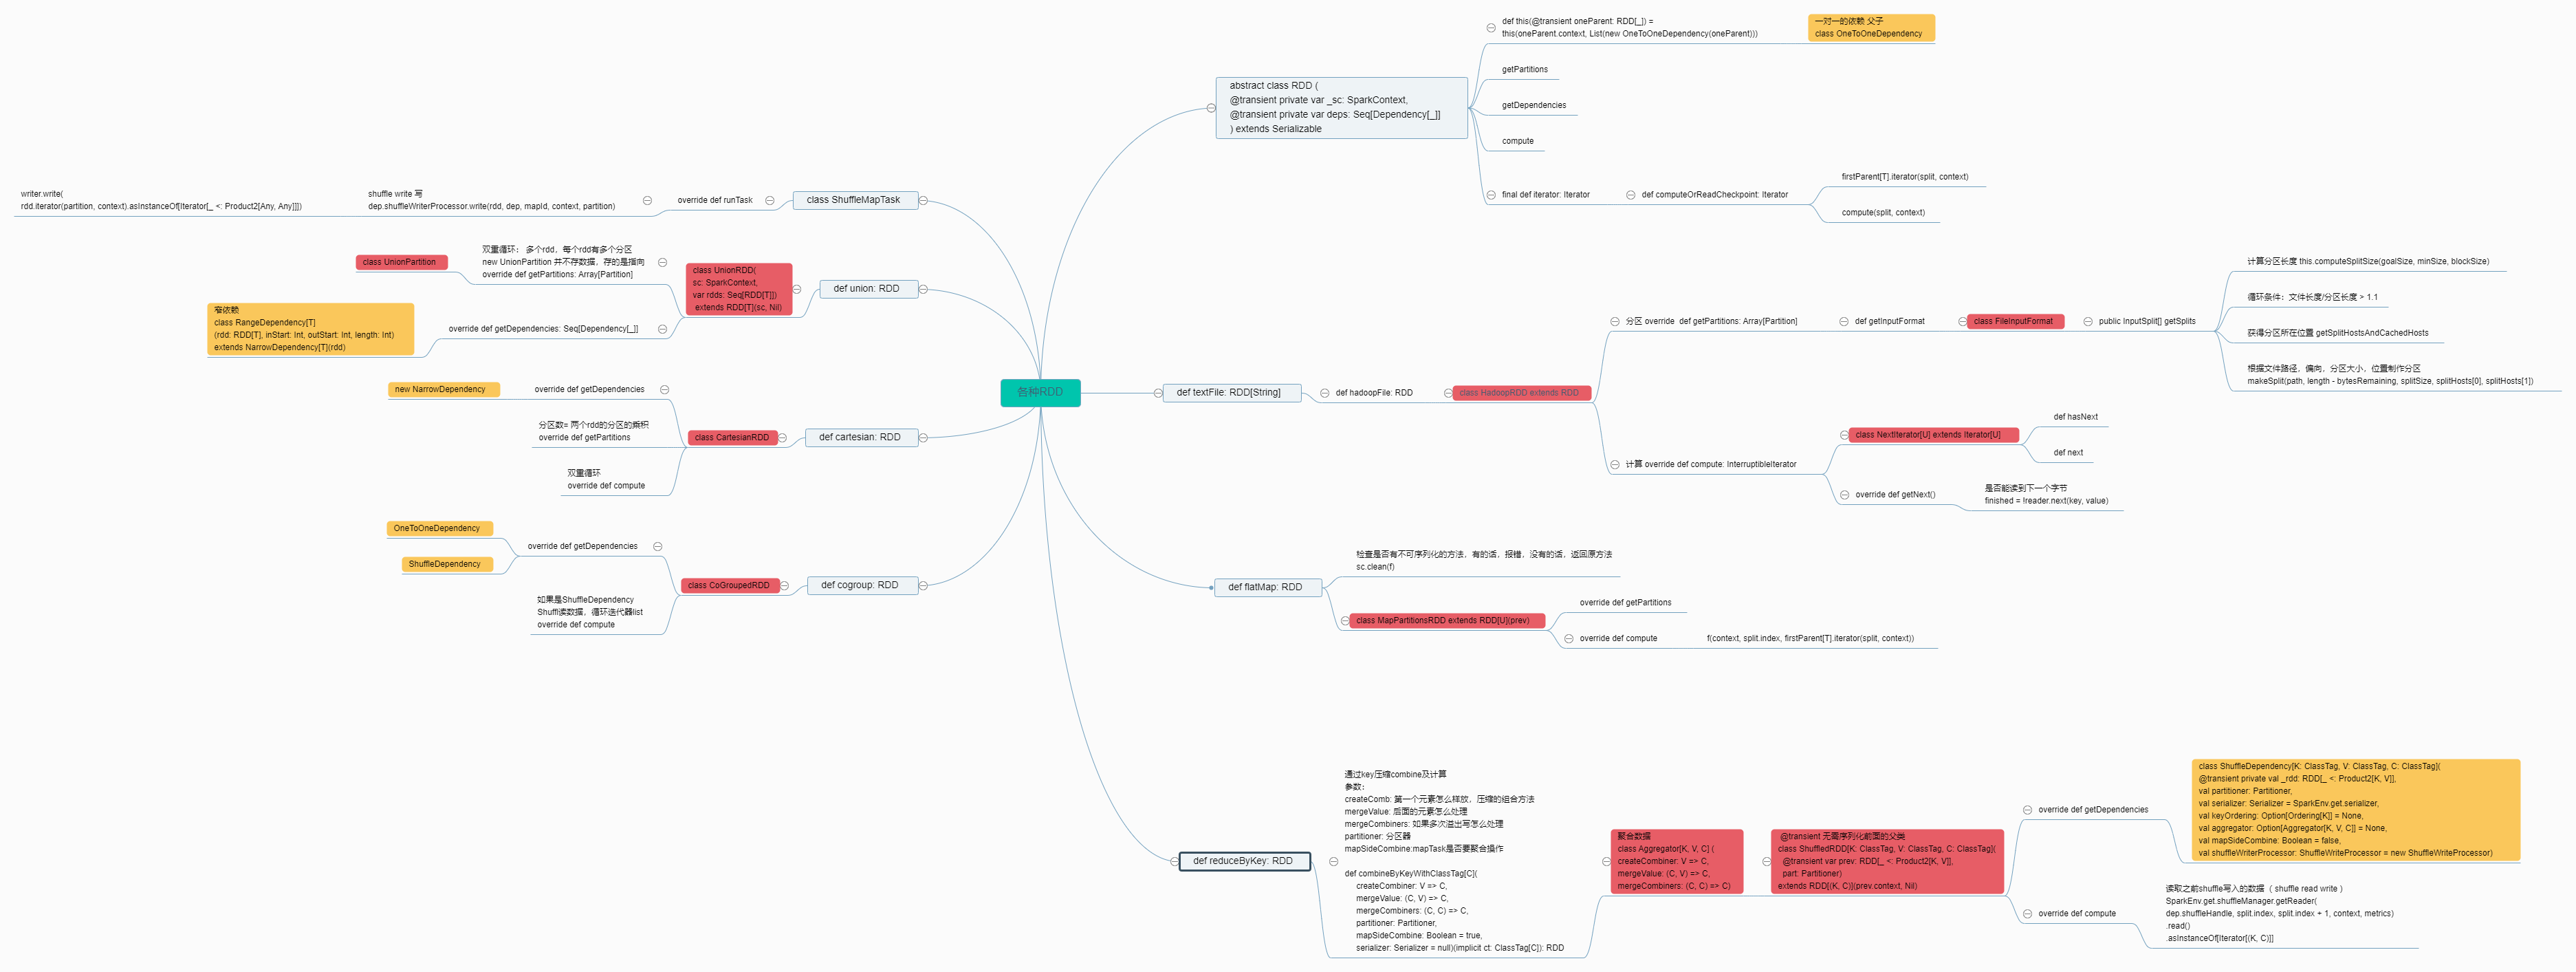 各种RDD
abstract class RDD (
@transient private var _sc: SparkContext,
@transient private var deps: Seq[Dependency[_]]
) extends Serializable
def this(@transient oneParent: RDD[_]) =
this(oneParent.context, List(new OneToOneDependency(oneParent)))
一对一的依赖 父子
class OneToOneDependency
getPartitions
getDependencies
compute
final def iterator: Iterator
def computeOrReadCheckpoint: Iterator
firstParent[T].iterator(split, context)
compute(split, context)
def textFile: RDD[String]
def hadoopFile: RDD
class HadoopRDD extends RDD
分区 override  def getPartitions: Array[Partition]
def getInputFormat
class FileInputFormat
public InputSplit[] getSplits
计算分区长度 this.computeSplitSize(goalSize, minSize, blockSize)
循环条件：文件长度/分区长度 > 1.1
获得分区所在位置 getSplitHostsAndCachedHosts
根据文件路径，偏向，分区大小，位置制作分区
makeSplit(path, length - bytesRemaining, splitSize, splitHosts[0], splitHosts[1])
计算 override def compute: InterruptibleIterator
class NextIterator[U] extends Iterator[U]
def hasNext
def next
override def getNext()
是否能读到下一个字节
finished = !reader.next(key, value)
def flatMap: RDD
检查是否有不可序列化的方法，有的话，报错，没有的话，返回原方法
sc.clean(f)
class MapPartitionsRDD extends RDD[U](prev)
override def getPartitions
override def compute
f(context, split.index, firstParent[T].iterator(split, context))
def reduceByKey: RDD
通过key压缩combine及计算
参数：
createComb: 第一个元素怎么样放，压缩的组合方法
mergeValue: 后面的元素怎么处理
mergeCombiners: 如果多次溢出写怎么处理
partitioner: 分区器
mapSideCombine:mapTask是否要聚合操作
def combineByKeyWithClassTag[C](
createCombiner: V => C,
mergeValue: (C, V) => C,
mergeCombiners: (C, C) => C,
partitioner: Partitioner,
mapSideCombine: Boolean = true,
serializer: Serializer = null)(implicit ct: ClassTag[C]): RDD
聚合数据
class Aggregator[K, V, C] (
createCombiner: V => C,
mergeValue: (C, V) => C,
mergeCombiners: (C, C) => C)
@transient 无需序列化前面的父类
class ShuffledRDD[K: ClassTag, V: ClassTag, C: ClassTag](
@transient var prev: RDD[_ <: Product2[K, V]],
part: Partitioner)
extends RDD[(K, C)](prev.context, Nil)
override def getDependencies
class ShuffleDependency[K: ClassTag, V: ClassTag, C: ClassTag](
@transient private val _rdd: RDD[_ <: Product2[K, V]],
val partitioner: Partitioner,
val serializer: Serializer = SparkEnv.get.serializer,
val keyOrdering: Option[Ordering[K]] = None,
val aggregator: Option[Aggregator[K, V, C]] = None,
val mapSideCombine: Boolean = false,
val shuffleWriterProcessor: ShuffleWriteProcessor = new ShuffleWriteProcessor)
override def compute
读取之前shuffle写入的数据（ shuffle read write ）
SparkEnv.get.shuffleManager.getReader(
dep.shuffleHandle, split.index, split.index + 1, context, metrics)
.read()
.asInstanceOf[Iterator[(K, C)]]
class ShuffleMapTask
override def runTask
shuffle write 写
dep.shuffleWriterProcessor.write(rdd, dep, mapId, context, partition)
writer.write(
rdd.iterator(partition, context).asInstanceOf[Iterator[_ <: Product2[Any, Any]]])
def union: RDD
class UnionRDD(
sc: SparkContext,
var rdds: Seq[RDD[T]])
extends RDD[T](sc, Nil)
双重循环： 多个rdd，每个rdd有多个分区
new UnionPartition 并不存数据，存的是指向
override def getPartitions: Array[Partition]
class UnionPartition
override def getDependencies: Seq[Dependency[_]]
窄依赖
class RangeDependency[T]
(rdd: RDD[T], inStart: Int, outStart: Int, length: Int)
extends NarrowDependency[T](rdd)
def cartesian: RDD
class CartesianRDD
override def getDependencies
new NarrowDependency
分区数= 两个rdd的分区的乘积
override def getPartitions
双重循环
override def compute
def cogroup: RDD
class CoGroupedRDD
override def getDependencies
OneToOneDependency
ShuffleDependency
如果是ShuffleDependency
Shuffl读数据，循环迭代器list
override def compute